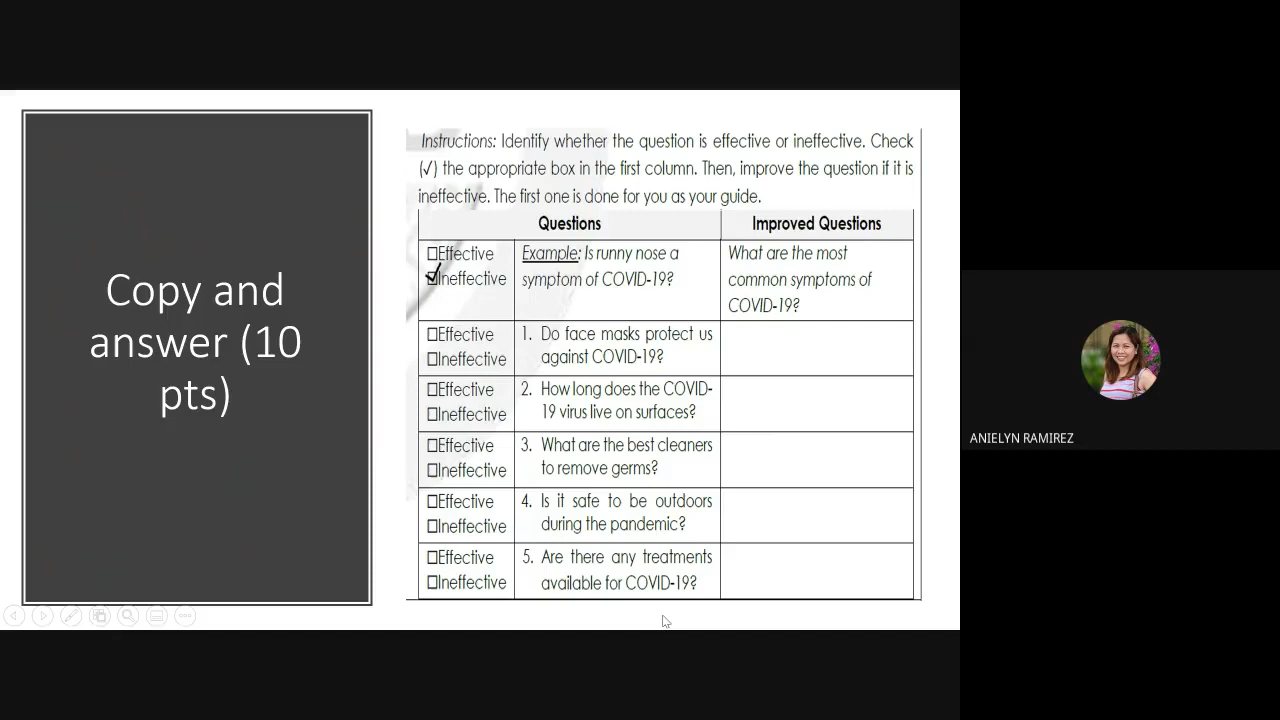 Copy and
answer (10
pts)
Instructions: Identify whether the question is effective or ineffective. Check
(✓) the appropriate box in the first column. Then, improve the question if it is
ineffective. The first one is done for you as your guide.
Questions
Improved Questions
☐Effective
☑Ineffective
Example: Is runny nose a
symptom of COVID-19?
What are the most
common symptoms of
COVID-19?
☐Effective
☐Ineffective
1. Do face masks protect us
against COVID-19?
☐Effective
☐Ineffective
2. How long does the COVID-
19 virus live on surfaces?
☐Effective
☐Ineffective
3. What are the best cleaners
to remove germs?
☐Effective
☐Ineffective
4. Is it safe to be outdoors
during the pandemic?
☐Effective
☐Ineffective
5. Are there any treatments
available for COVID-19?
ANIELYN RAMIREZ